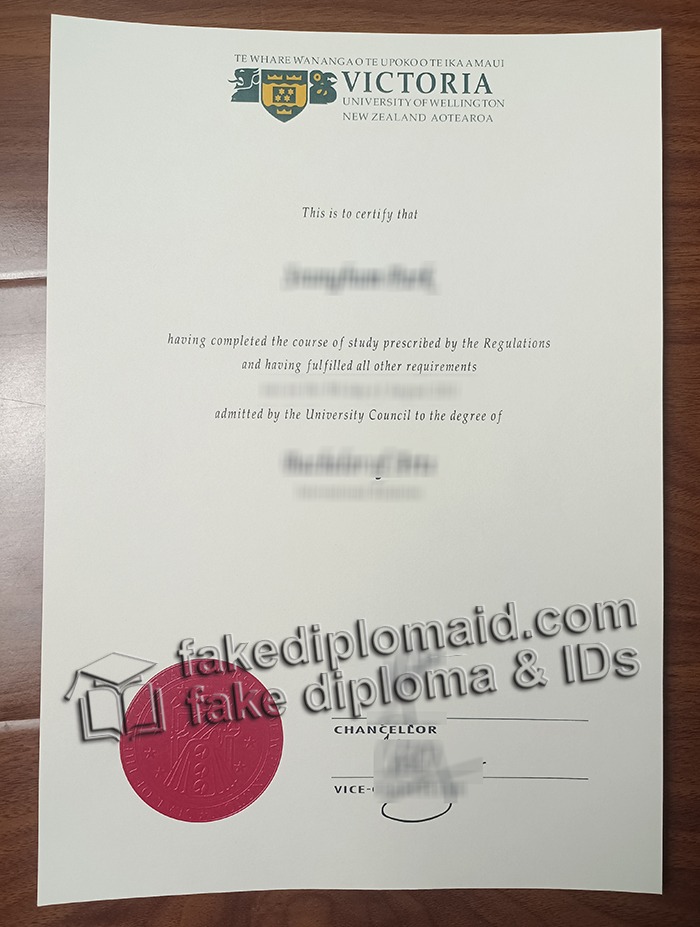 TE WHARE WANANGA O TE UPOKO O TE IKA A MAUI
VICTORIA
UNIVERSITY OF WELLINGTON
NEW ZEALAND AOTEAROA
This is to certify that
having completed the course of study prescribed by the Regulations
and having fulfilled all other requirements
admitted by the University Council to the degree of
fakediplomaid.com
fake diploma & IDs
CHANCELLOR
VICE-